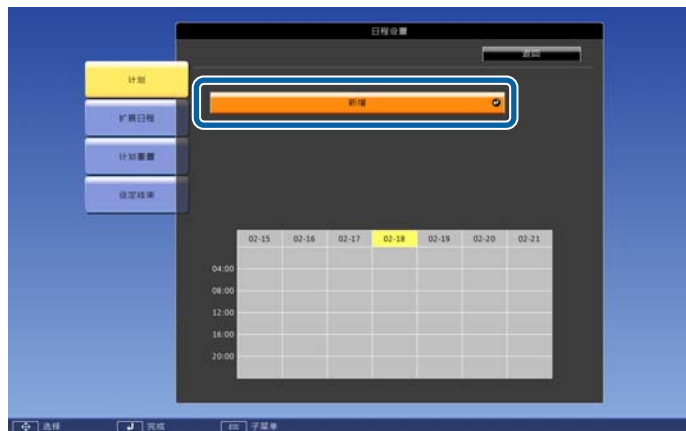 日程设置
返回
计划
新增
扩展日程
计划重置
设定结果
02-15 02-16 02-17 02-18 02-19 02-20 02-21
04:00
08:00
12:00
16:00
20:00
选择 完成 Esc 子菜单